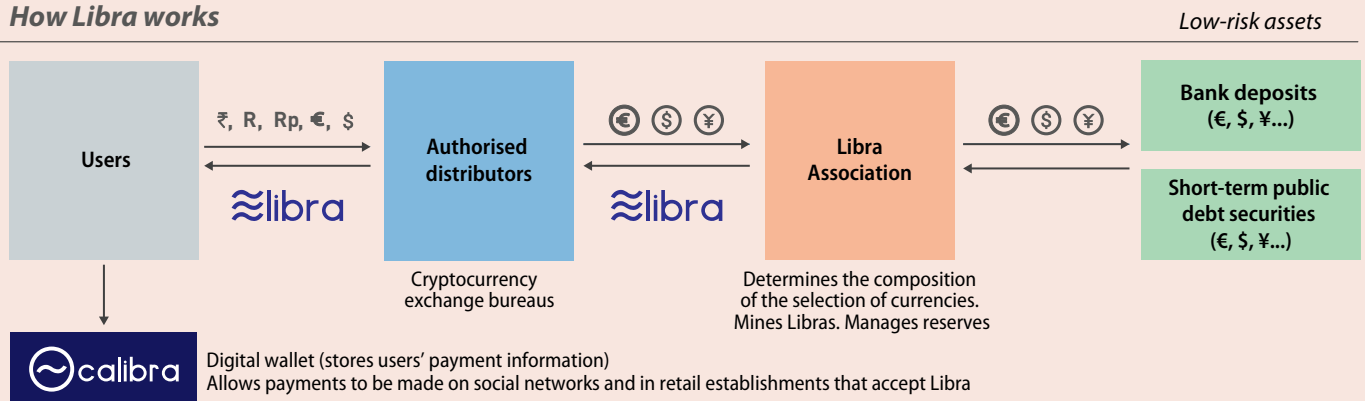 How Libra works
Low-risk assets
Users
₹, R, Rp, €, $
libra
Authorised
distributors
Cryptocurrency
exchange bureaus
€ $ ¥
libra
Libra
Association
Determines the composition
of the selection of currencies.
Mines Libras. Manages reserves
€ $ ¥
Bank deposits
(€, $, ¥...)
Short-term public
debt securities
(€, $, ¥...)
calibra
Digital wallet (stores users’ payment information)
Allows payments to be made on social networks and in retail establishments that accept Libra